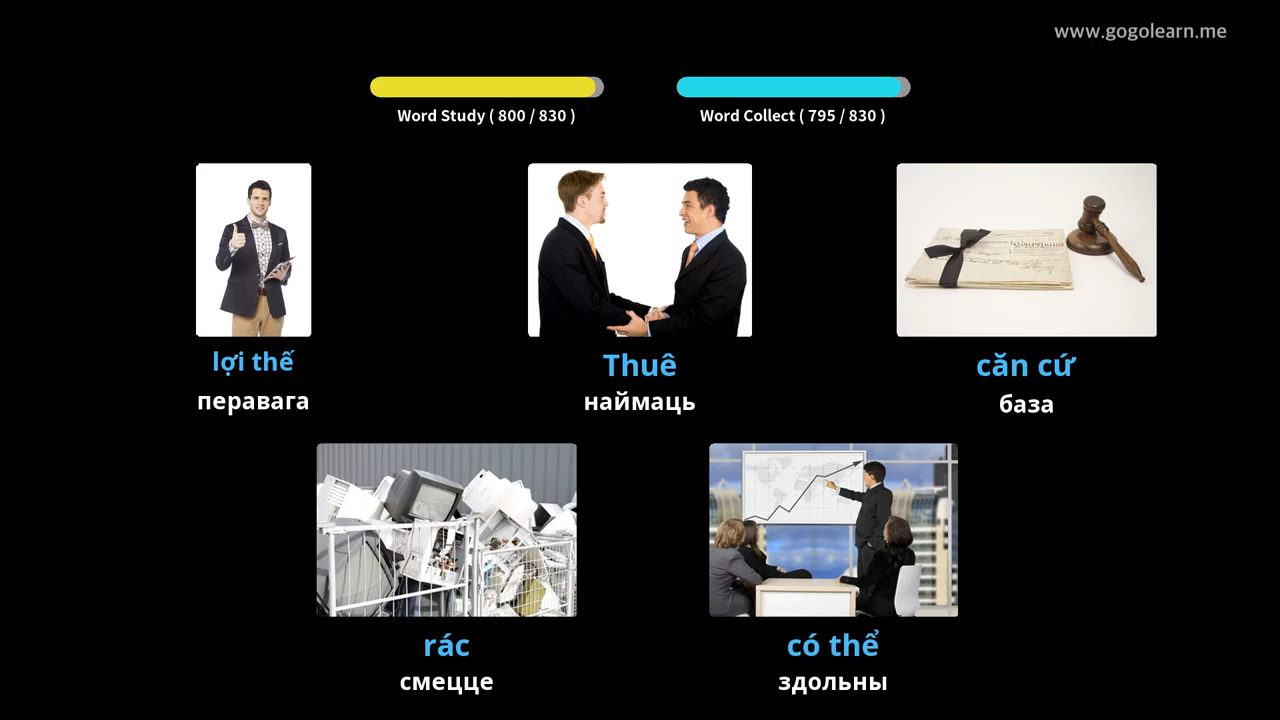 www.gogolearn.me
Word Study ( 800 / 830 )
Word Collect ( 795 / 830 )
lợi thế
перавага
Thuê
наймаць
căn cứ
база
rác
смецце
có thể
здольны